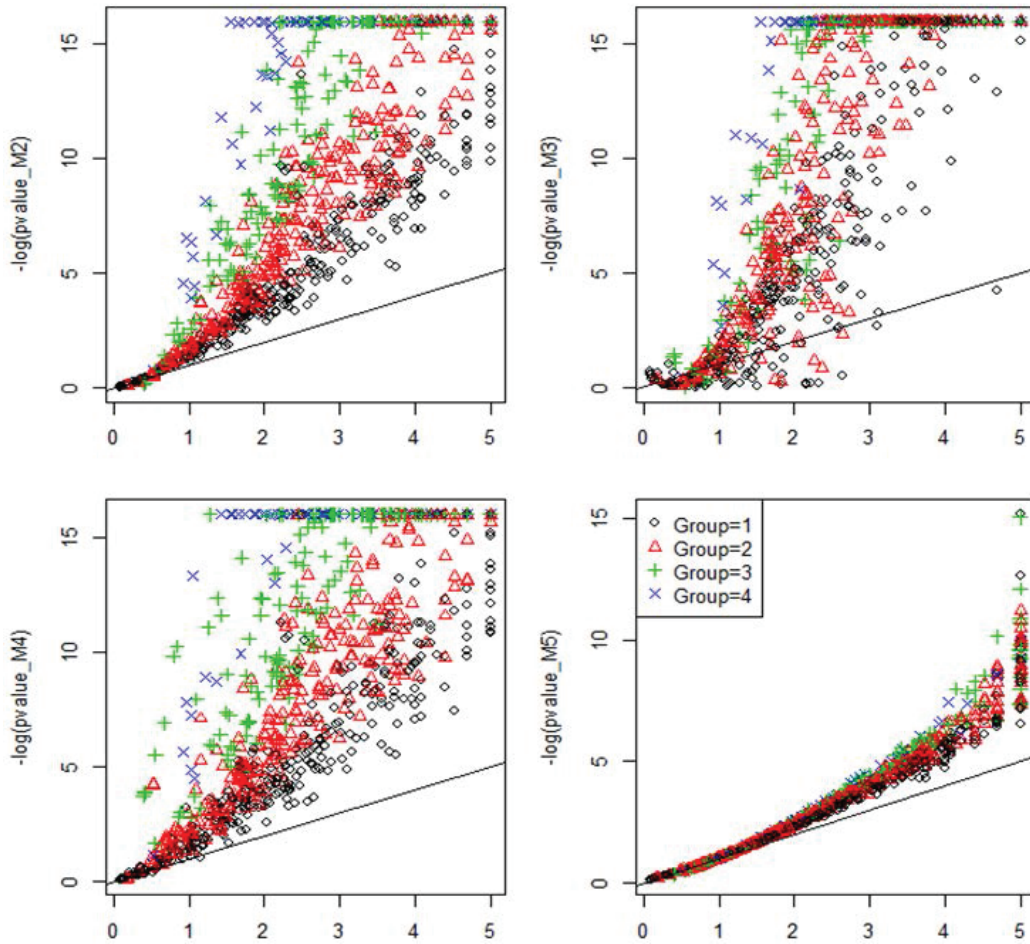 -log(pvalue_M2)
15
10
5
0
0 1 2 3 4 5
-log(pvalue_M3)
15
10
5
0
0 1 2 3 4 5
-log(pvalue_M4)
15
10
5
0
0 1 2 3 4 5
-log(pvalue_M5)
15
10
5
0
Group=1
Group=2
Group=3
Group=4
0 1 2 3 4 5